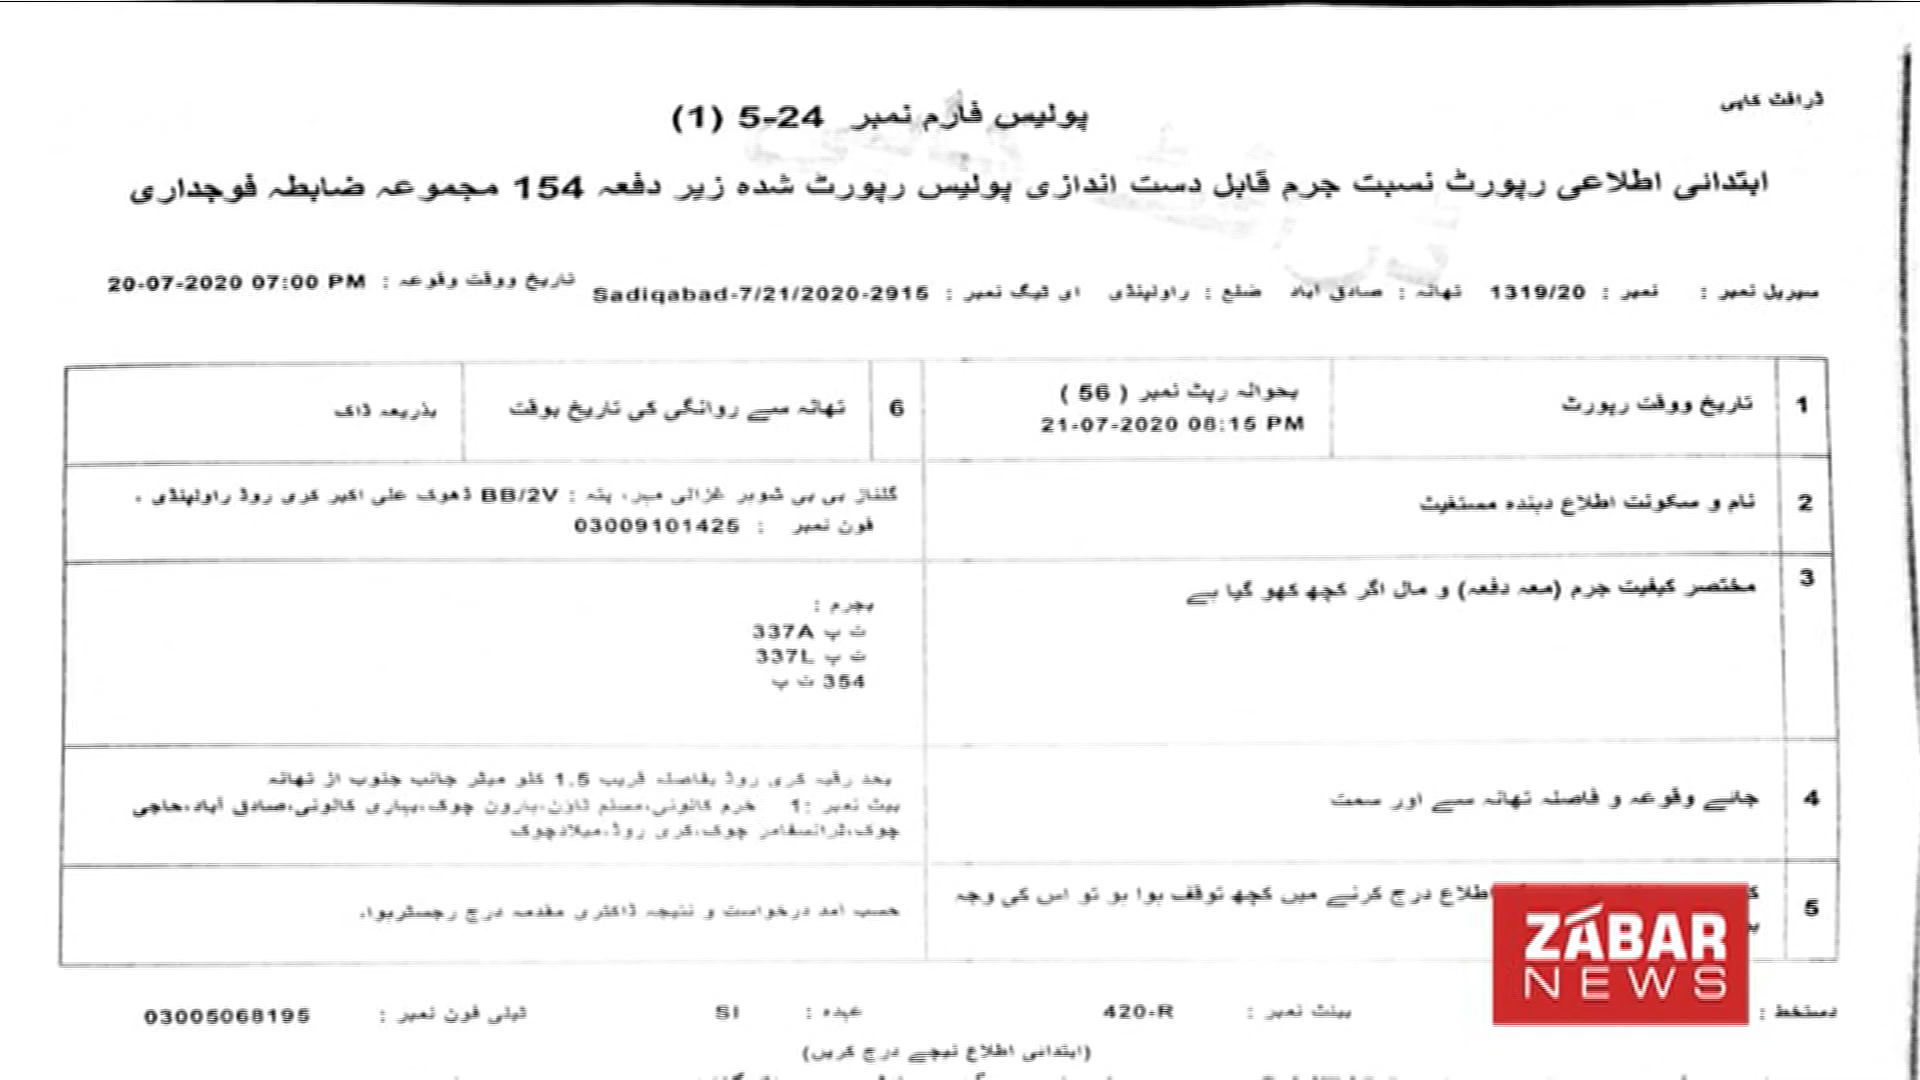 ڈرافٹ کاپی
پولیس فارم نمبر 24-5 (1)
ابتدائی اطلاعی رپورٹ نسبت جرم قابل دست اندازی پولیس رپورٹ شدہ زیر دفعہ 154 مجموعہ ضابطہ فوجداری
سیریل نمبر : نمبر : 1319/20 تھانہ : صادق آباد ضلع : راولپنڈی ای ٹیگ نمبر : Sadiqabad-7/21/2020-2915 تاریخ ووقت وقوعہ : 20-07-2020 07:00 PM
1 تاریخ ووقت رپورٹ
بحوالہ رپٹ نمبر ( 56 )
21-07-2020 08:15 PM
6 تھانہ سے روانگی کی تاریخ بوقت
بذریعہ ڈاک
2 نام و سکونت اطلاع دہندہ مستغیث
گلناز بی بی شوہر غزالی مہر، پتہ : BB/2V ڈھوک علی اکبر کری روڈ راولپنڈی ۔
فون نمبر : 03009101425
3 مختصر کیفیت جرم (معہ دفعہ) و مال اگر کچھ کھو گیا ہے
بجرم :
337A ت پ
337L ت پ
354 ت پ
4 جائے وقوعہ و فاصلہ تھانہ سے اور سمت
بحد رقبہ کری روڈ بفاصلہ قریب 1.5 کلو میٹر جانب جنوب از تھانہ
بیٹ نمبر :1 خرم کالونی،مسلم ٹاؤن،ہارون چوک،بہاری کالونی،صادق آباد،حاجی
چوک،ٹرانسفامر چوک،کری روڈ،میلادچوک
5 اطلاع درج کرنے میں کچھ توقف ہوا ہو تو اس کی وجہ
حسب آمد درخواست و نتیجہ ڈاکٹری مقدمہ درج رجسٹرہوا۔
دستخط : بیلٹ نمبر : 420-R عہدہ : SI ٹیلی فون نمبر : 03005068195
(ابتدائی اطلاع نیچے درج کریں)
ZABAR
NEWS